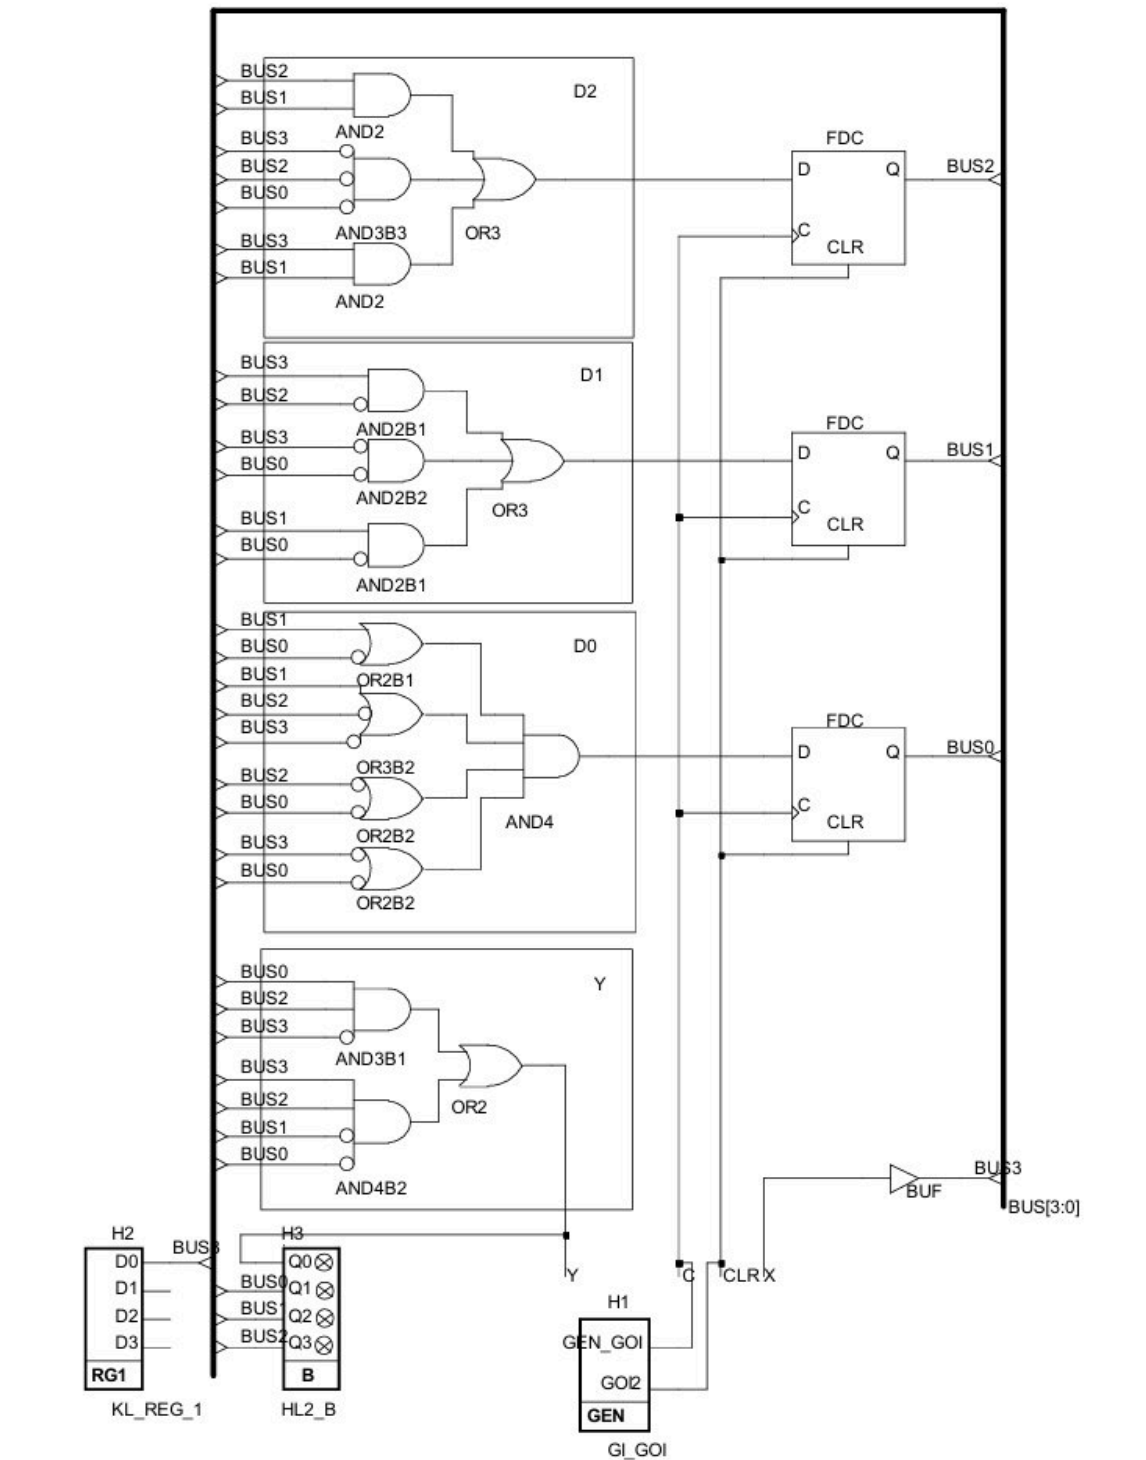 BUS2
D2
BUS1
AND2
BUS3
BUS2
BUS0
AND3B3
OR3
BUS3
BUS1
AND2
FDC
D
Q
BUS2
C
CLR
BUS3
D1
BUS2
AND2B1
BUS3
BUS0
AND2B2
OR3
BUS1
BUS0
AND2B1
FDC
D
Q
BUS1
C
CLR
BUS1
BUS0
D0
OR2B1
BUS1
BUS2
BUS3
OR3B2
BUS2
BUS0
OR2B2
AND4
BUS3
BUS0
OR2B2
FDC
D
Q
BUS0
C
CLR
BUS0
Y
BUS2
BUS3
AND3B1
BUS3
OR2
BUS2
BUS1
BUS0
AND4B2
BUS3
BUF
BUS[3:0]
H2
BUS3
D0
D1
D2
D3
RG1
KL_REG_1
H3
Q0
BUS0
Q1
BUS1
Q2
BUS2
Q3
B
HL2_B
Y
C
CLR
X
H1
GEN_GOI
GOI2
GEN
GI_GOI